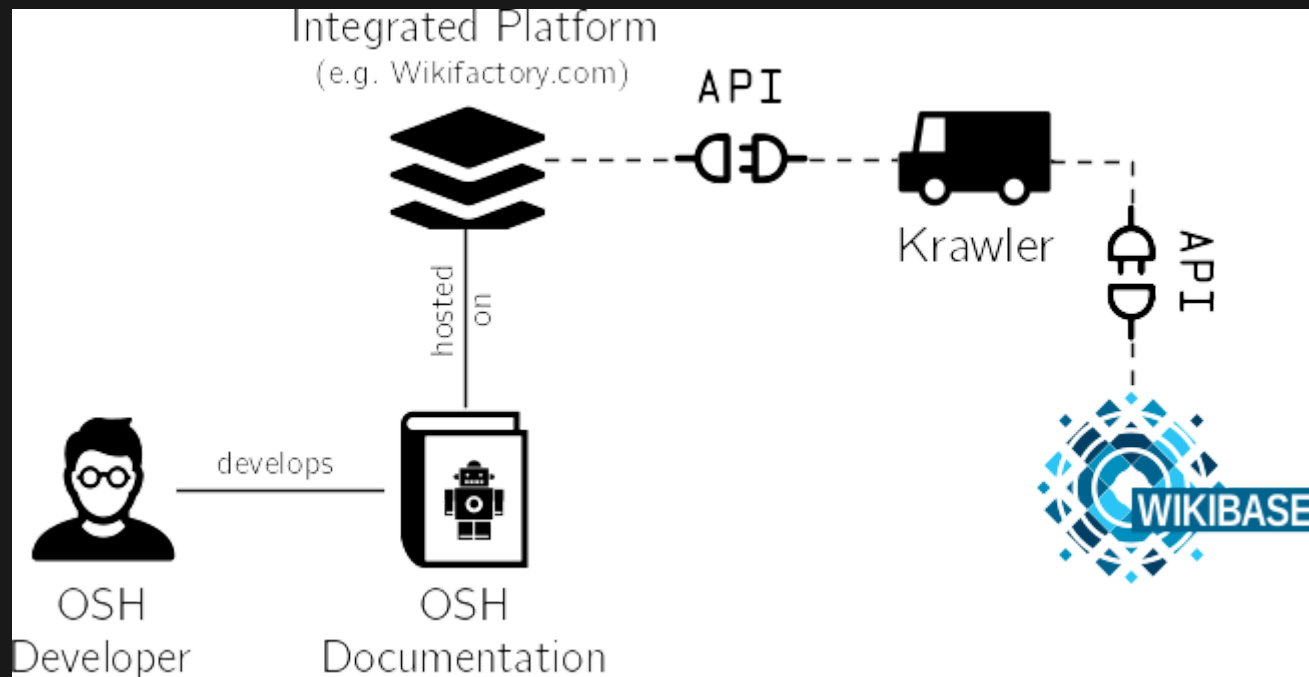 Integrated Platform
(e.g. Wikifactory.com)
API
Krawler
API
hosted
on
develops
WIKIBASE
OSH
Developer
OSH
Documentation